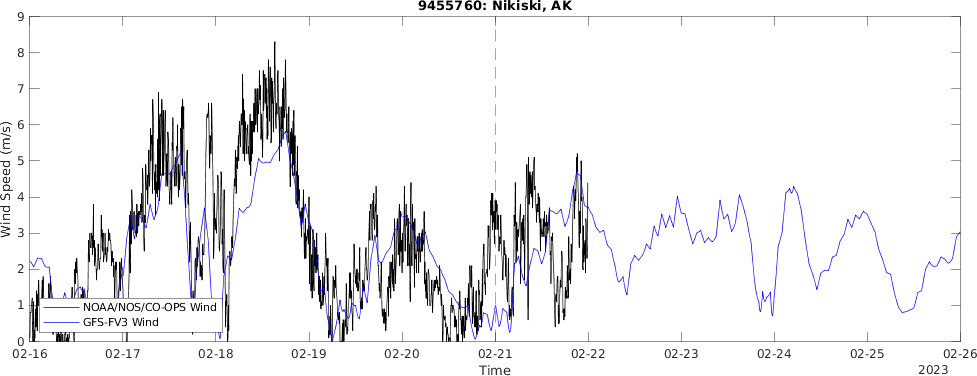 9455760: Nikiski, AK
9
8
7
6
5
4
3
2
1
0
Wind Speed (m/s)
NOAA/NOS/CO-OPS Wind
GFS-FV3 Wind
02-16 02-17 02-18 02-19 02-20 02-21 02-22 02-23 02-24 02-25 02-26
Time
2023